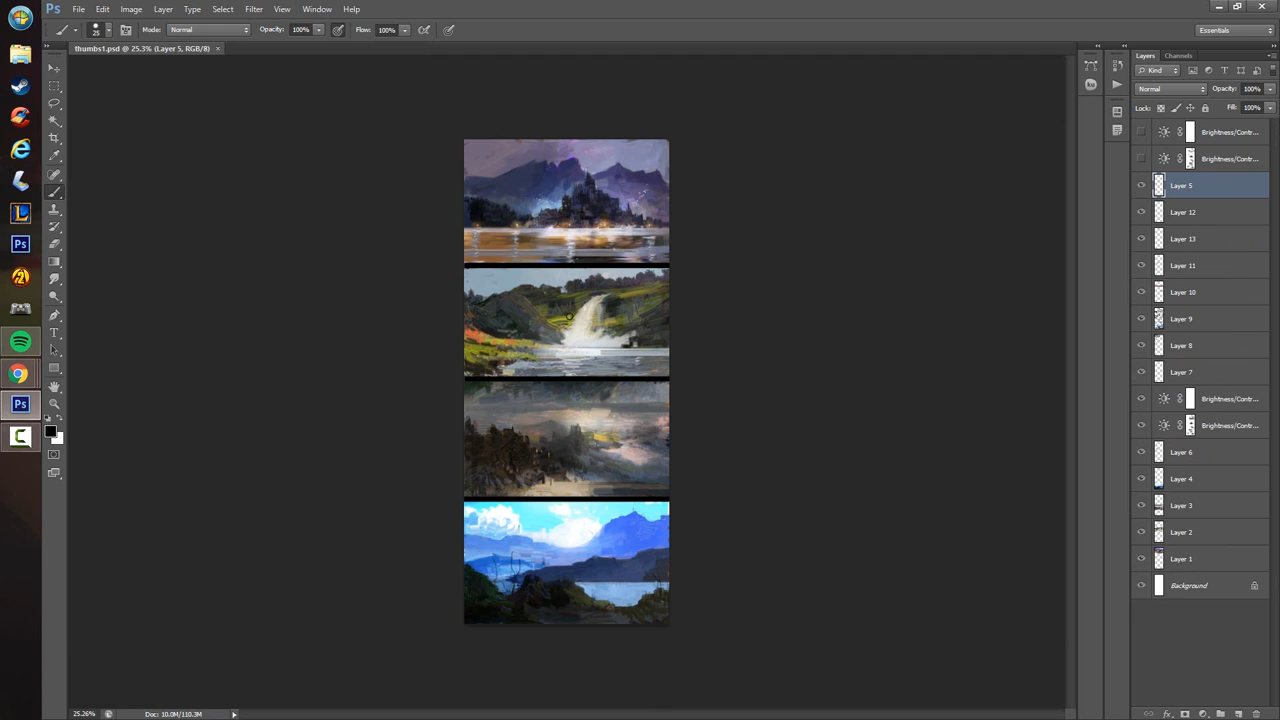 Ps File Edit Image Layer Type Select Filter View Window Help
25 Mode: Normal Opacity: 100% Flow: 100% Essentials
thumbs1.psd @ 25.3% (Layer 5, RGB/8) ×
Layers Channels
Kind
Normal Opacity: 100%
Lock: Fill: 100%
Brightness/Contr...
Brightness/Contr...
Layer 5
Layer 12
Layer 13
Layer 11
Layer 10
Layer 9
Layer 8
Layer 7
Brightness/Contr...
Brightness/Contr...
Layer 6
Layer 4
Layer 3
Layer 2
Layer 1
Background
Ps
Ps
25.26% Doc: 10.0M/110.3M